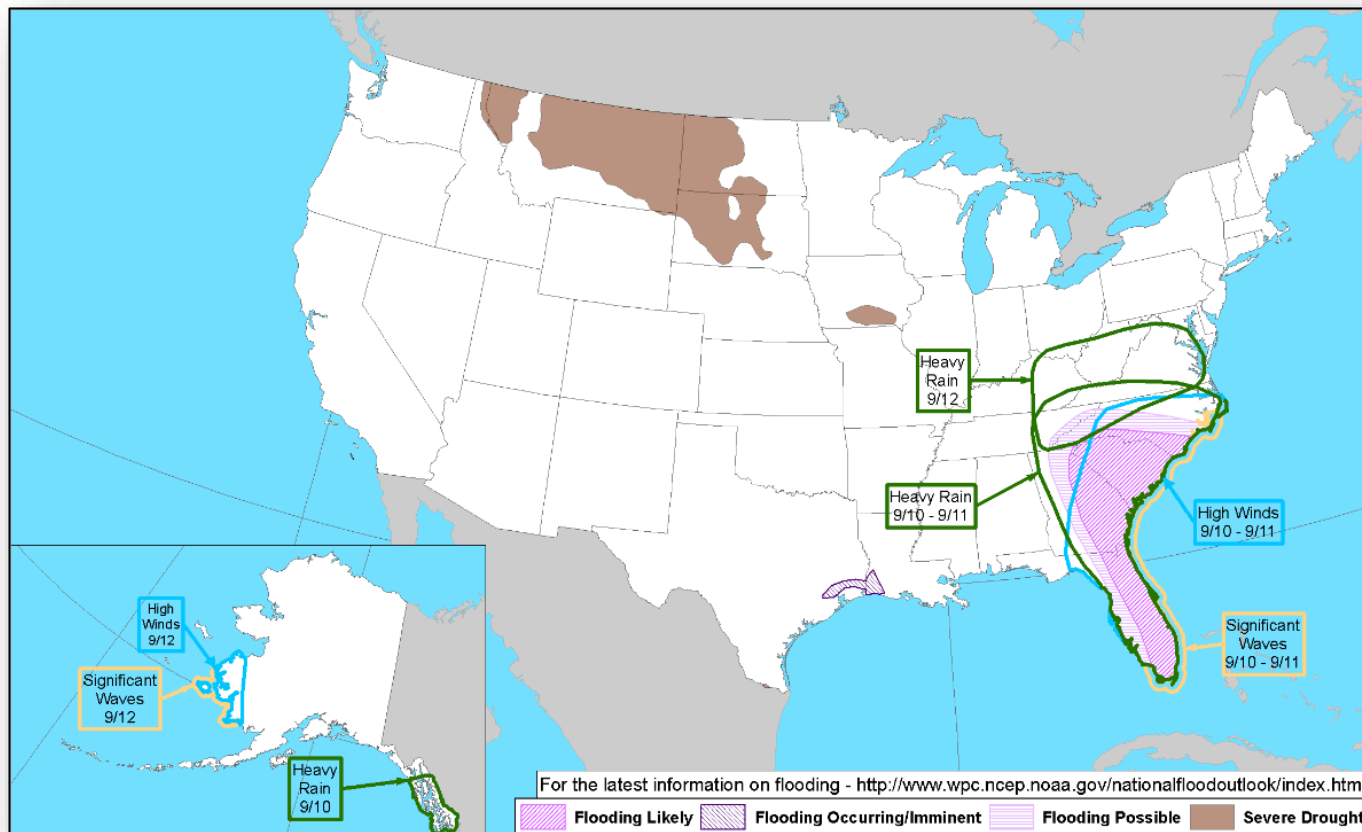 Heavy
Rain
9/12
Heavy Rain
9/10 - 9/11
High Winds
9/10 - 9/11
Significant
Waves
9/10 - 9/11
High
Winds
9/12
Significant
Waves
9/12
Heavy
Rain
9/10
For the latest information on flooding - http://www.wpc.ncep.noaa.gov/nationalfloodoutlook/index.htm
Flooding Likely
Flooding Occurring/Imminent
Flooding Possible
Severe Drought